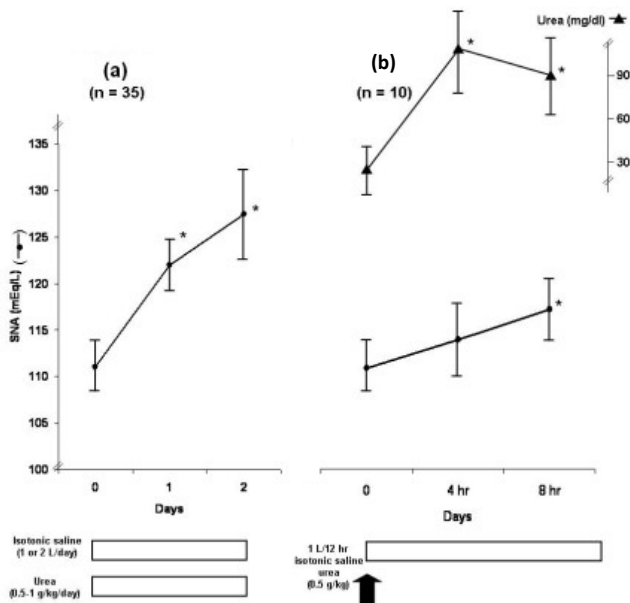 Urea (mg/dl)
(a)
(n = 35)
(b)
(n = 10)
*
*
90
60
30
135
130
125
120
115
110
105
100
SNA (mEq/L) (—)
*
*
*
0
1
2
Days
0
4 hr
8 hr
Days
Isotonic saline
(1 or 2 L/day)
Urea
(0.5-1 g/kg/day)
1 L/12 hr
isotonic saline
urea
(0.5 g/kg)